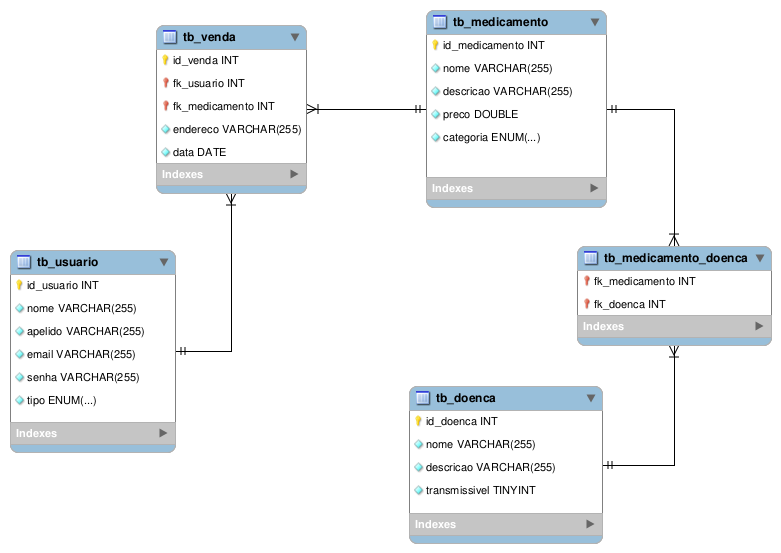 tb_venda
id_venda INT
fk_usuario INT
fk_medicamento INT
endereco VARCHAR(255)
data DATE
Indexes
tb_medicamento
id_medicamento INT
nome VARCHAR(255)
descricao VARCHAR(255)
preco DOUBLE
categoria ENUM(...)
Indexes
tb_usuario
id_usuario INT
nome VARCHAR(255)
apelido VARCHAR(255)
email VARCHAR(255)
senha VARCHAR(255)
tipo ENUM(...)
Indexes
tb_medicamento_doenca
fk_medicamento INT
fk_doenca INT
Indexes
tb_doenca
id_doenca INT
nome VARCHAR(255)
descricao VARCHAR(255)
transmissivel TINYINT
Indexes